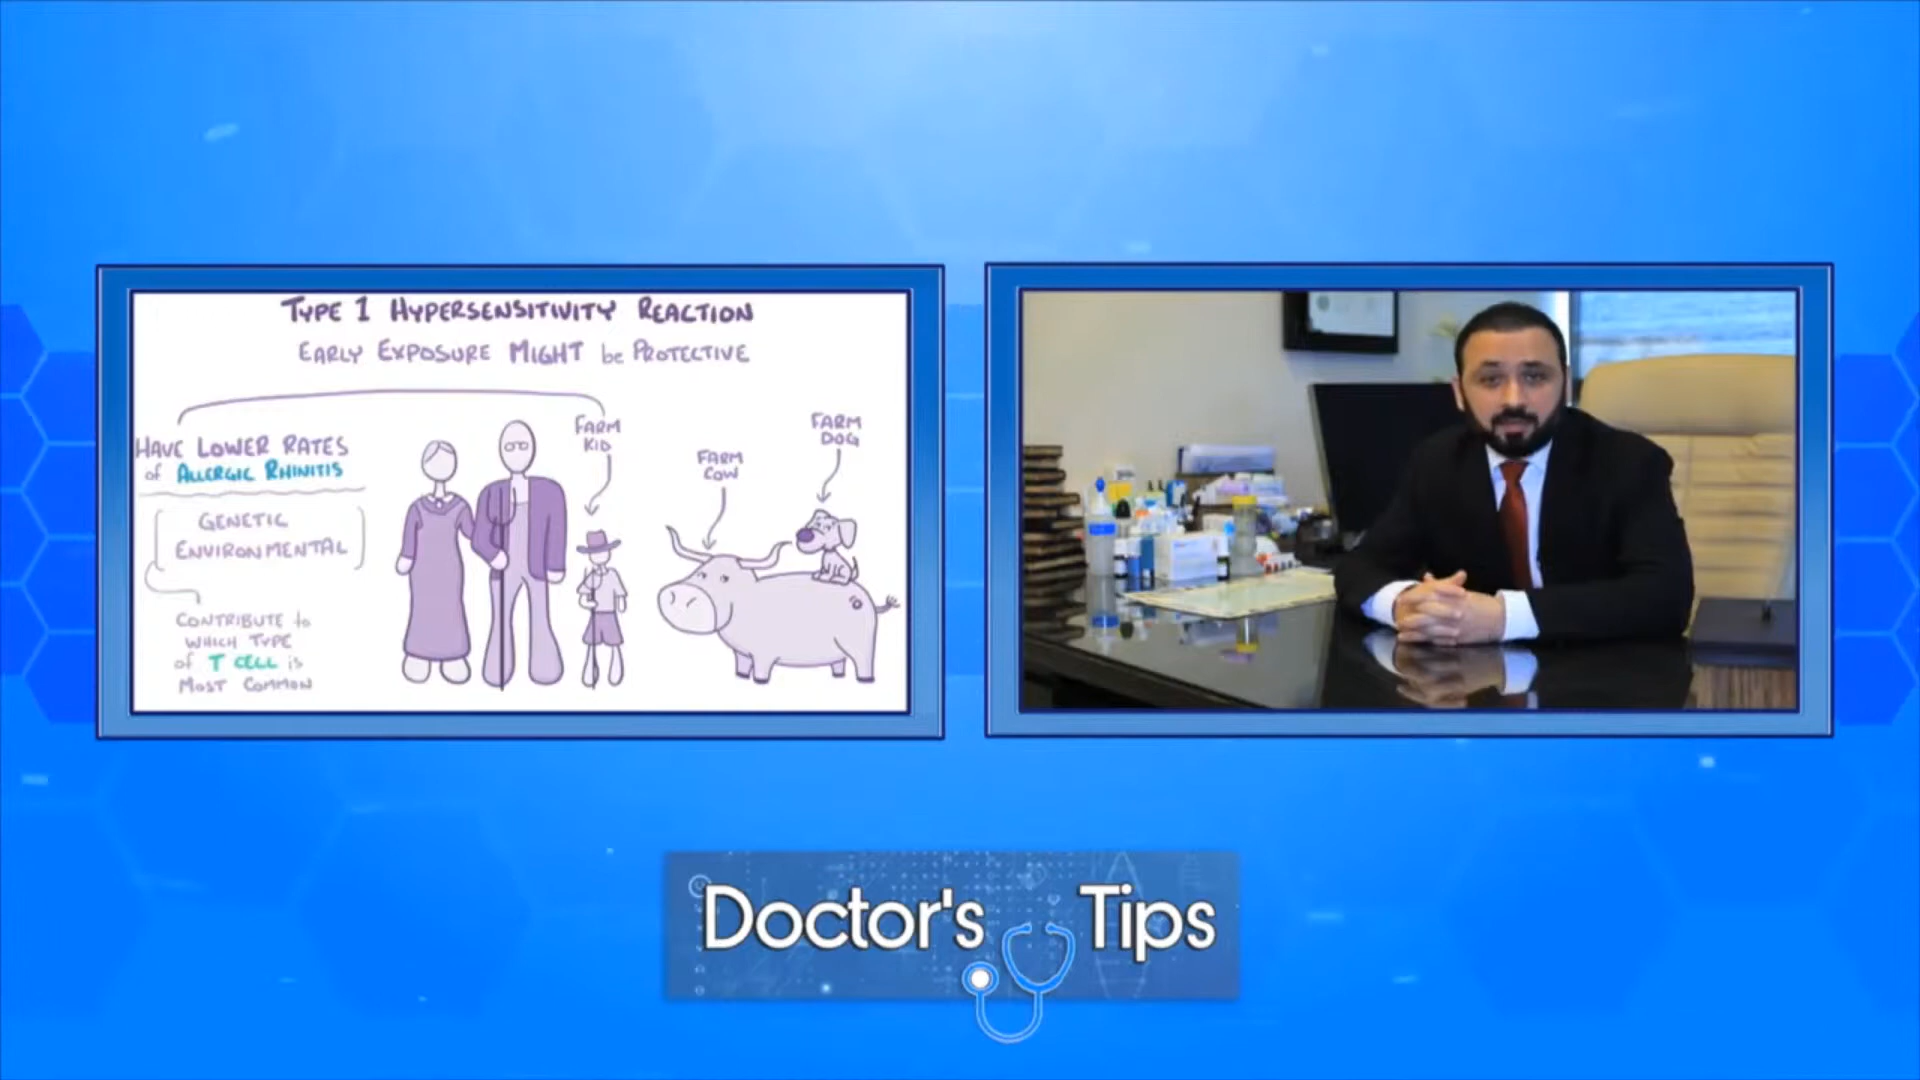 TYPE 1 HYPERSENSITIVITY REACTION
EARLY EXPOSURE MIGHT be PROTECTIVE
HAVE LOWER RATES
of ALLERGIC RHINITIS
GENETIC
ENVIRONMENTAL
CONTRIBUTE to
WHICH TYPE
of T CELL is
MOST COMMON
FARM
KID
FARM
COW
FARM
DOG
Doctor's Tips